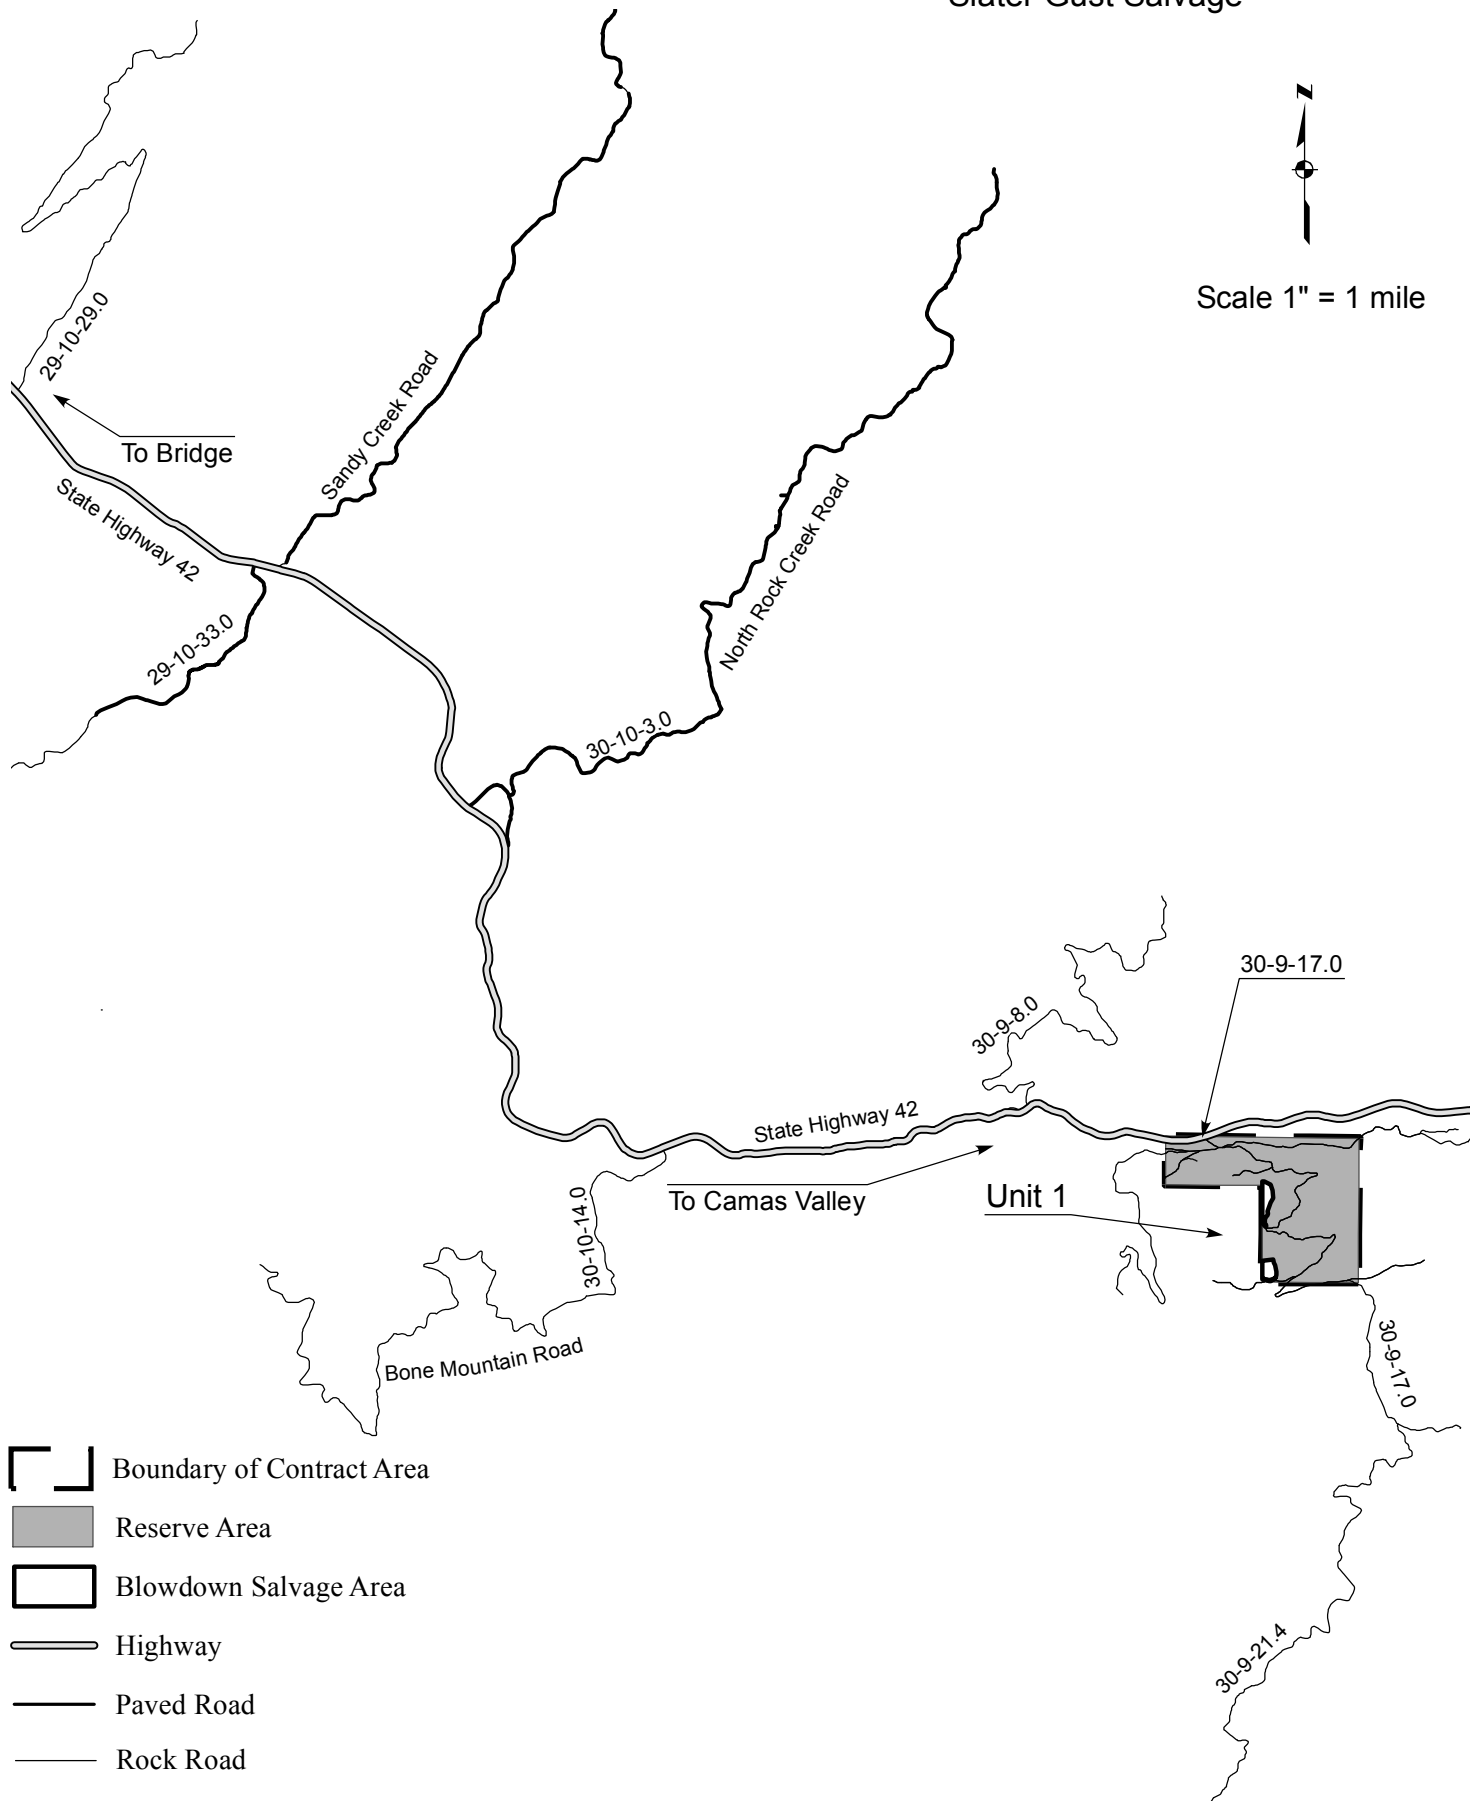 Slater Gust Salvage
N
Scale 1" = 1 mile
29-10-29.0
To Bridge
State Highway 42
Sandy Creek Road
29-10-33.0
North Rock Creek Road
30-10-3.0
30-9-17.0
30-9-8.0
State Highway 42
To Camas Valley
Unit 1
30-10-14.0
Bone Mountain Road
30-9-17.0
30-9-21.4
Boundary of Contract Area
Reserve Area
Blowdown Salvage Area
Highway
Paved Road
Rock Road